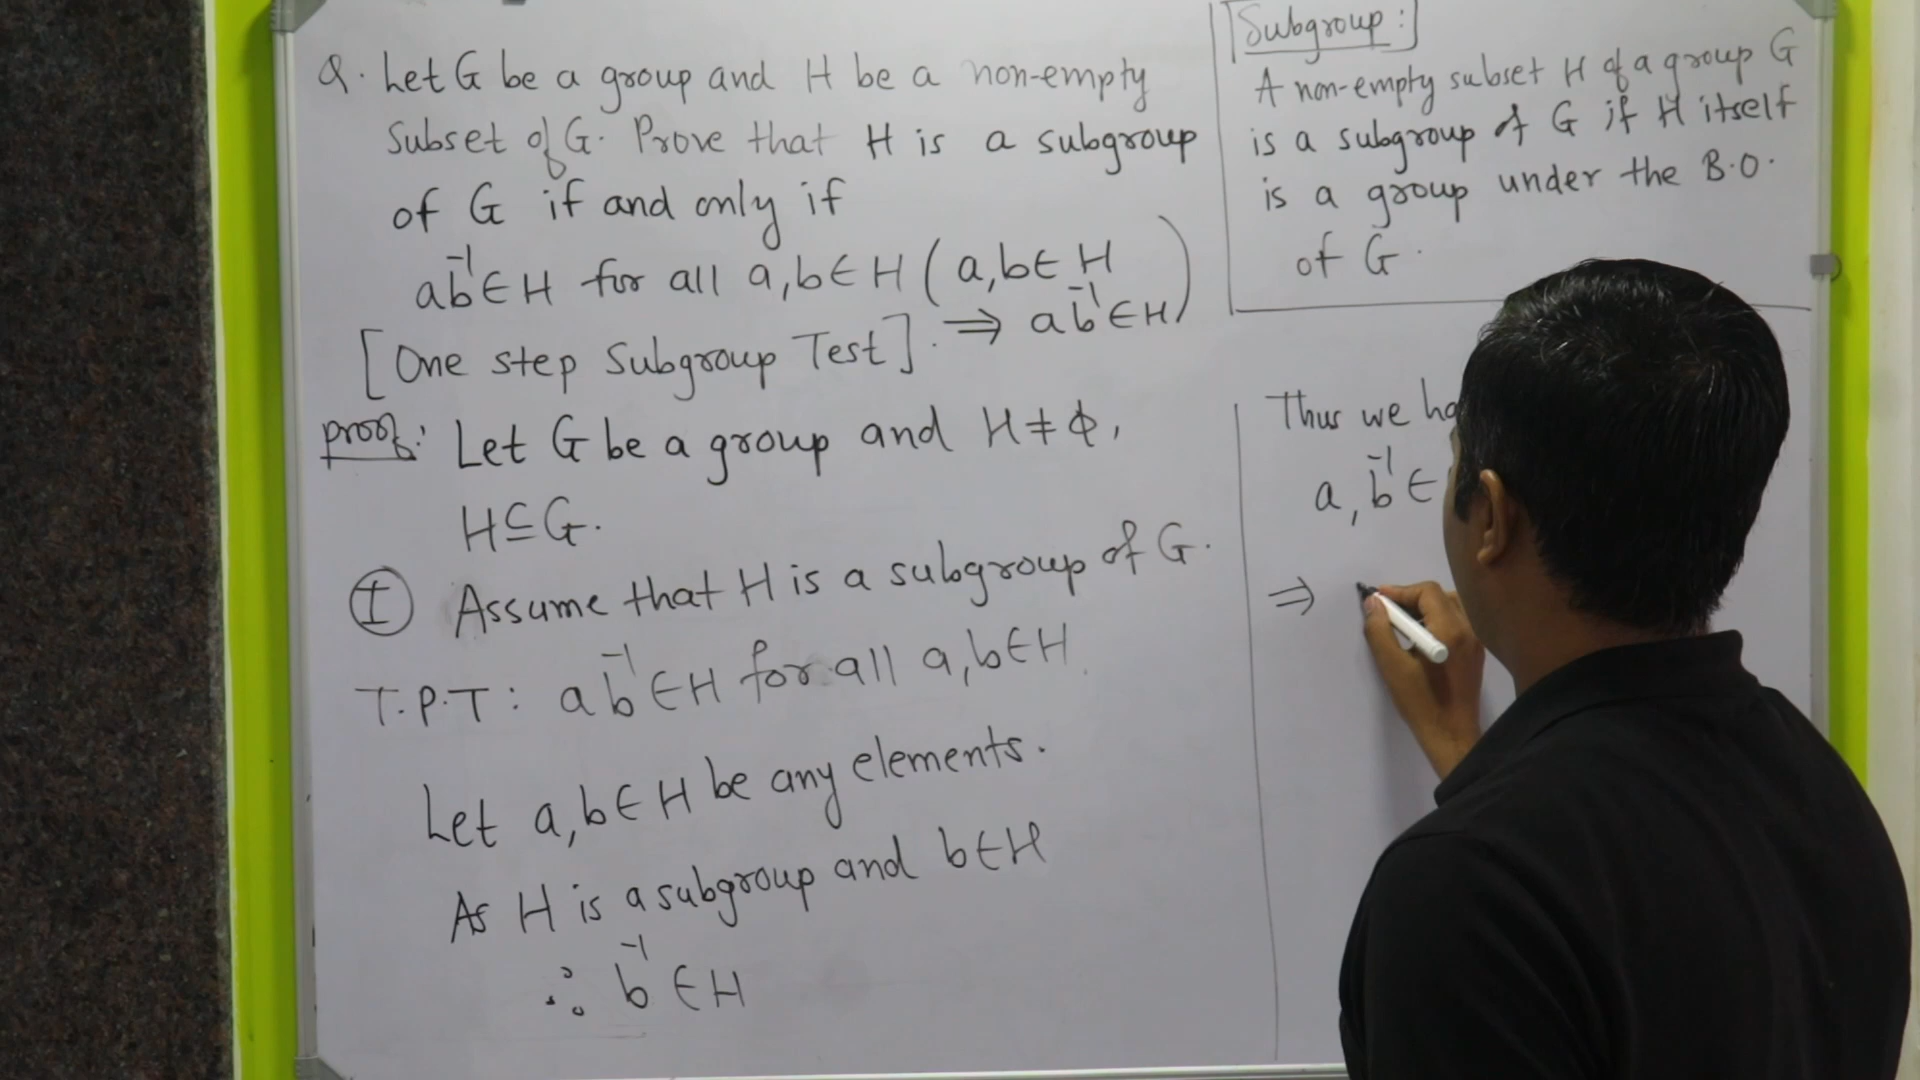 Q. Let G be a group and H be a non-empty
Subset of G. Prove that H is a subgroup
of G if and only if
ab⁻¹∈H for all a,b∈H (a,b∈H
⇒ ab⁻¹∈H)
[One step Subgroup Test].
Proof: Let G be a group and H≠ϕ,
H⊆G.
I Assume that H is a subgroup of G.
T.P.T: ab⁻¹∈H for all a,b∈H.
Let a,b∈H be any elements.
As H is a subgroup and b∈H
∴ b⁻¹∈H
Subgroup:
A non-empty subset H of a group G
is a subgroup of G if H itself
is a group under the B.O.
of G.
Thus we
a,b⁻¹∈
⇒